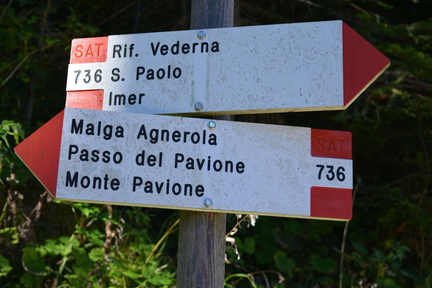 SAT Rif. Vederna
736 S. Paolo
Imer
Malga Agnerola SAT
Passo del Pavione 736
Monte Pavione